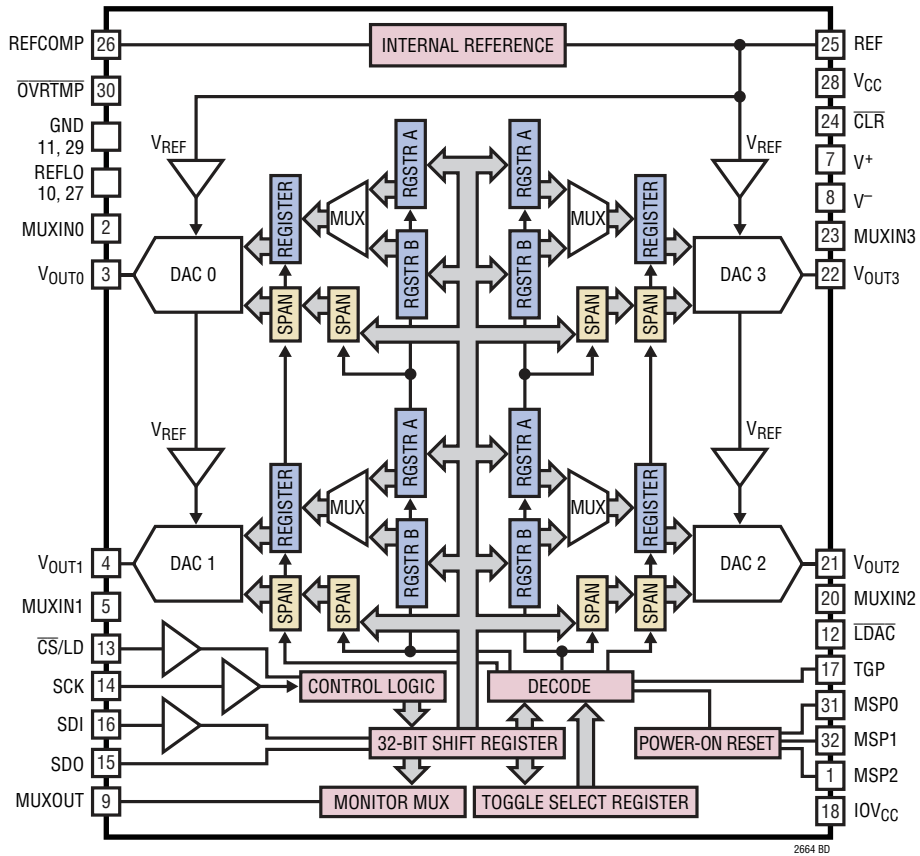 REFCOMP 26 INTERNAL REFERENCE 25 REF
OVRTMP 30
28 VCC
GND
11, 29
24 CLR
VREF
VREF
7 V+
REFLO
10, 27
8 V–
MUXIN0 2
23 MUXIN3
RGSTR A
RGSTR A
REGISTER
MUX
MUX
REGISTER
RGSTR B
RGSTR B
VOUT0 3
DAC 0
DAC 3
22 VOUT3
SPAN
SPAN
SPAN
SPAN
VREF
VREF
RGSTR A
RGSTR A
REGISTER
MUX
MUX
REGISTER
RGSTR B
RGSTR B
VOUT1 4
DAC 1
DAC 2
21 VOUT2
SPAN
SPAN
SPAN
SPAN
MUXIN1 5
20 MUXIN2
CS/LD 13
12 LDAC
SCK 14
CONTROL LOGIC
DECODE
17 TGP
31 MSP0
SDI 16
32-BIT SHIFT REGISTER
POWER-ON RESET
32 MSP1
SDO 15
1 MSP2
MUXOUT 9
MONITOR MUX
TOGGLE SELECT REGISTER
18 IOVCC
2664 BD